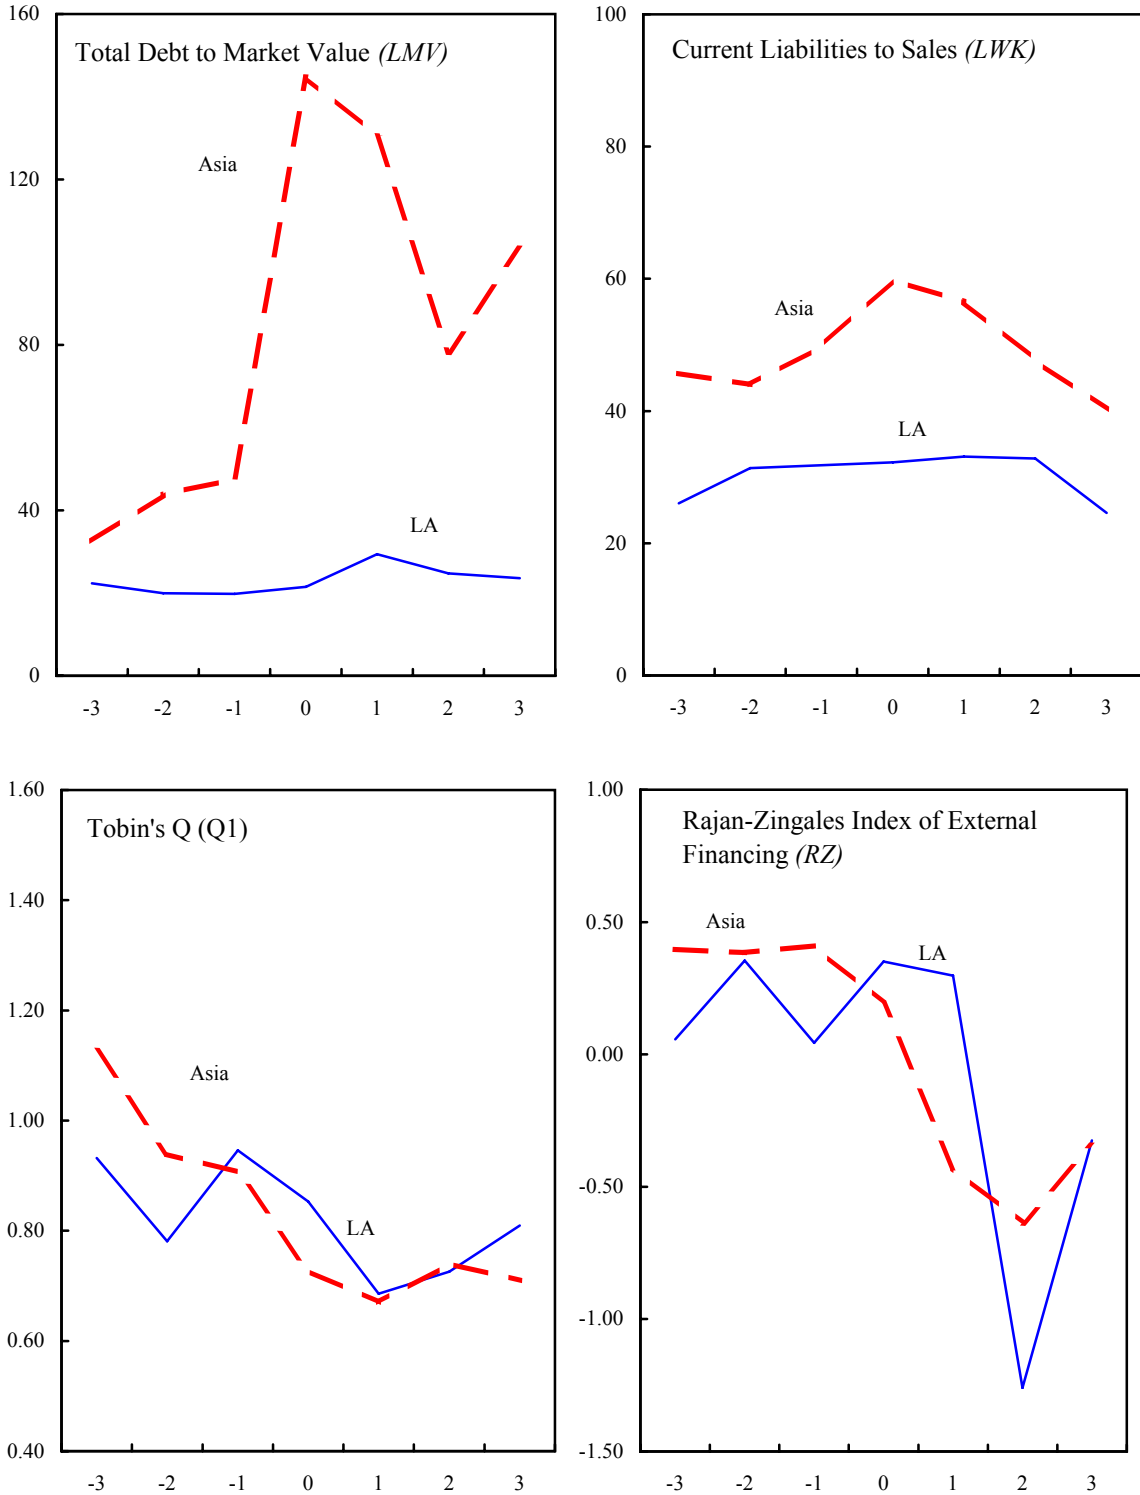 160
120
80
40
0
Total Debt to Market Value (LMV)
Asia
LA
-3 -2 -1 0 1 2 3
100
80
60
40
20
0
Current Liabilities to Sales (LWK)
Asia
LA
-3 -2 -1 0 1 2 3
1.60
1.40
1.20
1.00
0.80
0.60
0.40
Tobin's Q (Q1)
Asia
LA
-3 -2 -1 0 1 2 3
1.00
0.50
0.00
-0.50
-1.00
-1.50
Rajan-Zingales Index of External
Financing (RZ)
Asia
LA
-3 -2 -1 0 1 2 3